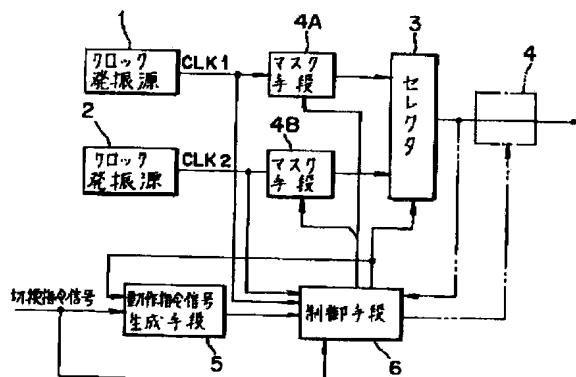 1
クロック
発振源
CLK1
4A
マスク
手段
3
セレクタ
4
2
クロック
発振源
CLK2
4B
マスク
手段
切換指令信号
動作指令信号
生成手段
5
制御手段
6